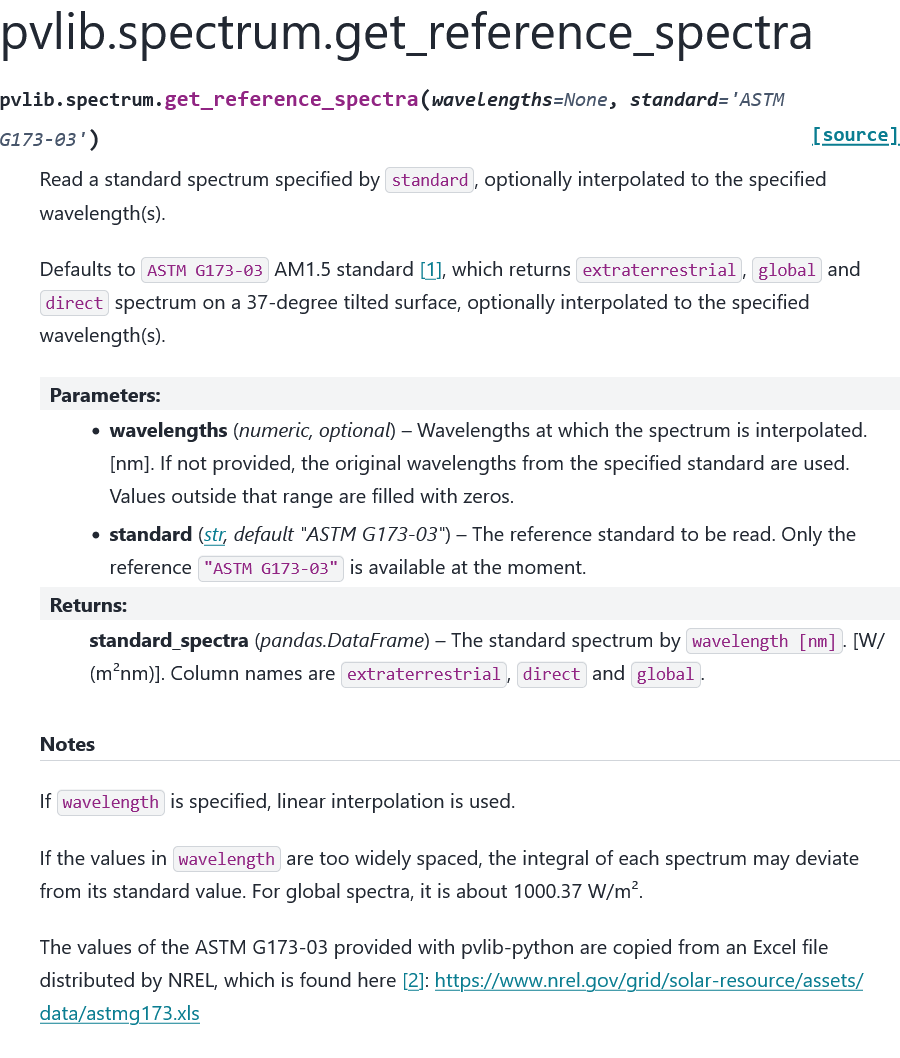 pvlib.spectrum.get_reference_spectra
pvlib.spectrum.get_reference_spectra(wavelengths=None, standard='ASTM
G173-03')
[source]
Read a standard spectrum specified by standard, optionally interpolated to the specified
wavelength(s).
Defaults to ASTM G173-03 AM1.5 standard [1], which returns extraterrestrial, global and
direct spectrum on a 37-degree tilted surface, optionally interpolated to the specified
wavelength(s).
Parameters:
• wavelengths (numeric, optional) – Wavelengths at which the spectrum is interpolated.
[nm]. If not provided, the original wavelengths from the specified standard are used.
Values outside that range are filled with zeros.
• standard (str, default "ASTM G173-03") – The reference standard to be read. Only the
reference "ASTM G173-03" is available at the moment.
Returns:
standard_spectra (pandas.DataFrame) – The standard spectrum by wavelength [nm]. [W/
(m²nm)]. Column names are extraterrestrial, direct and global.
Notes
If wavelength is specified, linear interpolation is used.
If the values in wavelength are too widely spaced, the integral of each spectrum may deviate
from its standard value. For global spectra, it is about 1000.37 W/m².
The values of the ASTM G173-03 provided with pvlib-python are copied from an Excel file
distributed by NREL, which is found here [2]: https://www.nrel.gov/grid/solar-resource/assets/
data/astmg173.xls